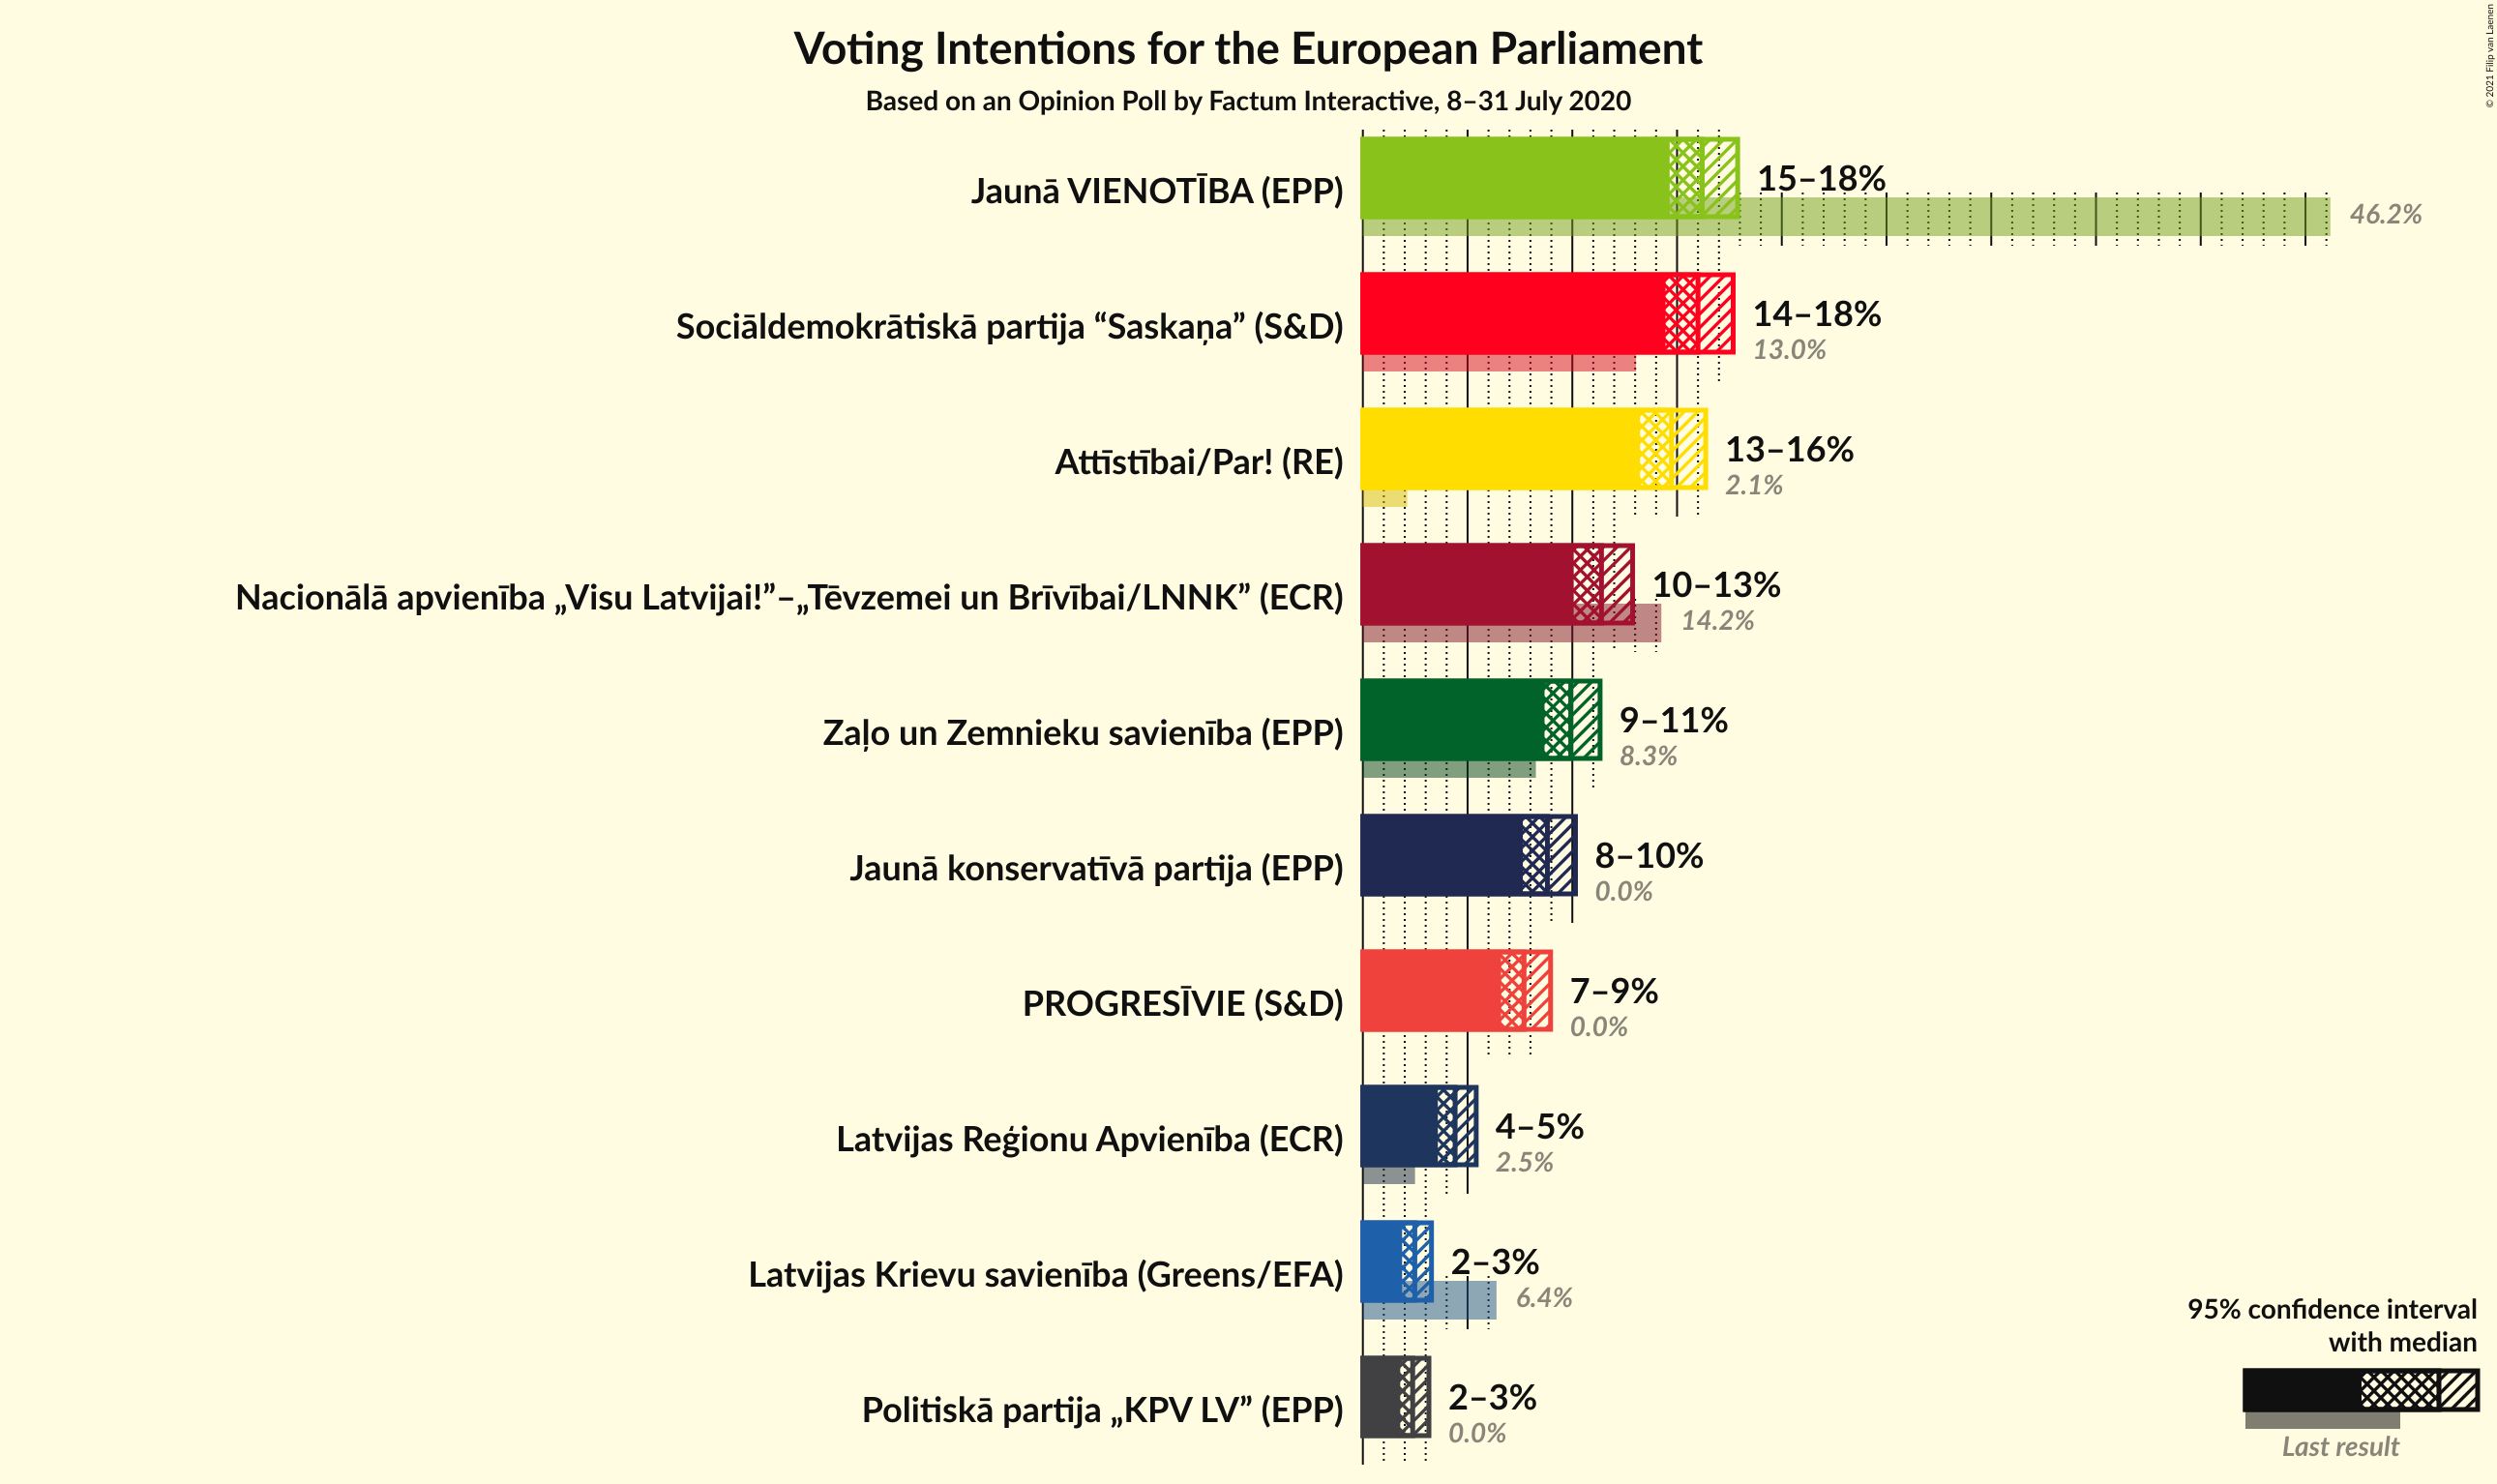 Voting Intentions for the European Parliament
Based on an Opinion Poll by Factum Interactive, 8–31 July 2020
© 2021 Filip van Laenen
Jaunā VIENOTĪBA (EPP)
15–18%
46.2%
Sociāldemokrātiskā partija “Saskaņa” (S&D)
14–18%
13.0%
Attīstībai/Par! (RE)
13–16%
2.1%
Nacionālā apvienība „Visu Latvijai!”–„Tēvzemei un Brīvībai/LNNK” (ECR)
10–13%
14.2%
Zaļo un Zemnieku savienība (EPP)
9–11%
8.3%
Jaunā konservatīvā partija (EPP)
8–10%
0.0%
PROGRESĪVIE (S&D)
7–9%
0.0%
Latvijas Reģionu Apvienība (ECR)
4–5%
2.5%
Latvijas Krievu savienība (Greens/EFA)
2–3%
6.4%
Politiskā partija „KPV LV” (EPP)
2–3%
0.0%
95% confidence interval
with median
Last result